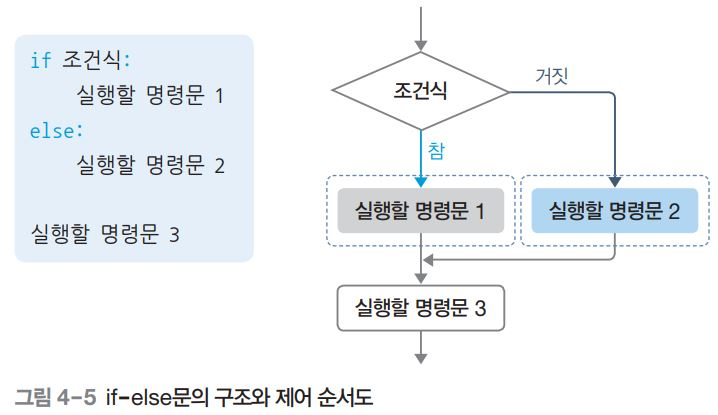 if 조건식:
실행할 명령문 1
else:
실행할 명령문 2
실행할 명령문 3
조건식
거짓
참
실행할 명령문 1
실행할 명령문 2
실행할 명령문 3
그림 4-5 if-else문의 구조와 제어 순서도